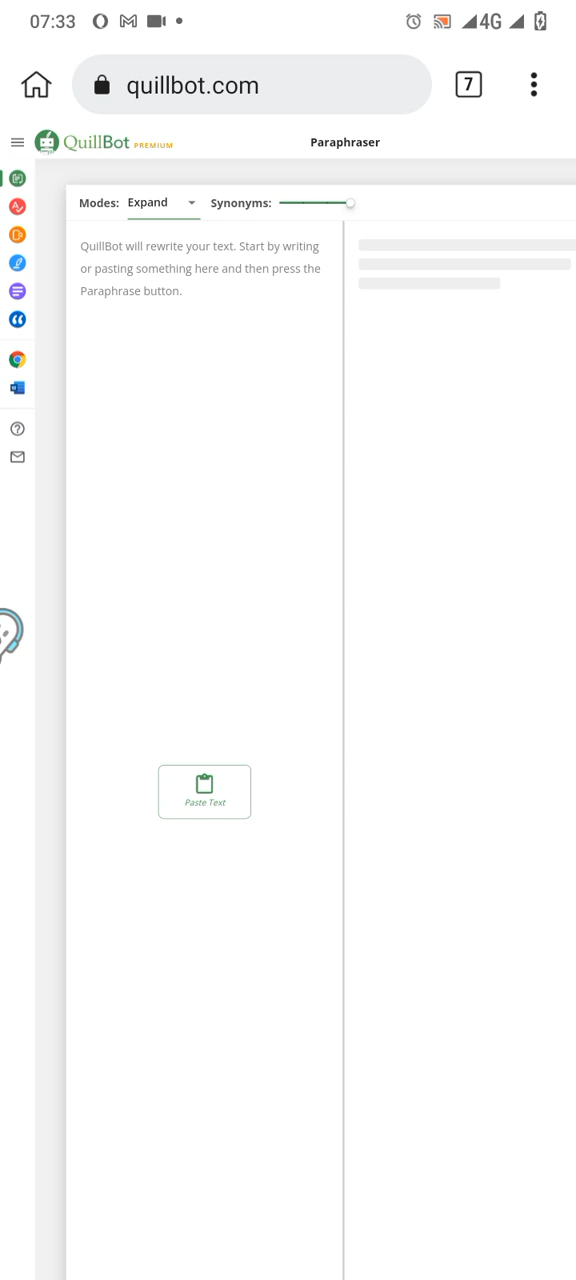 07:33
4G
quillbot.com
7
QuillBot PREMIUM
Paraphraser
Modes: Expand Synonyms:
QuillBot will rewrite your text. Start by writing
or pasting something here and then press the
Paraphrase button.
Paste Text